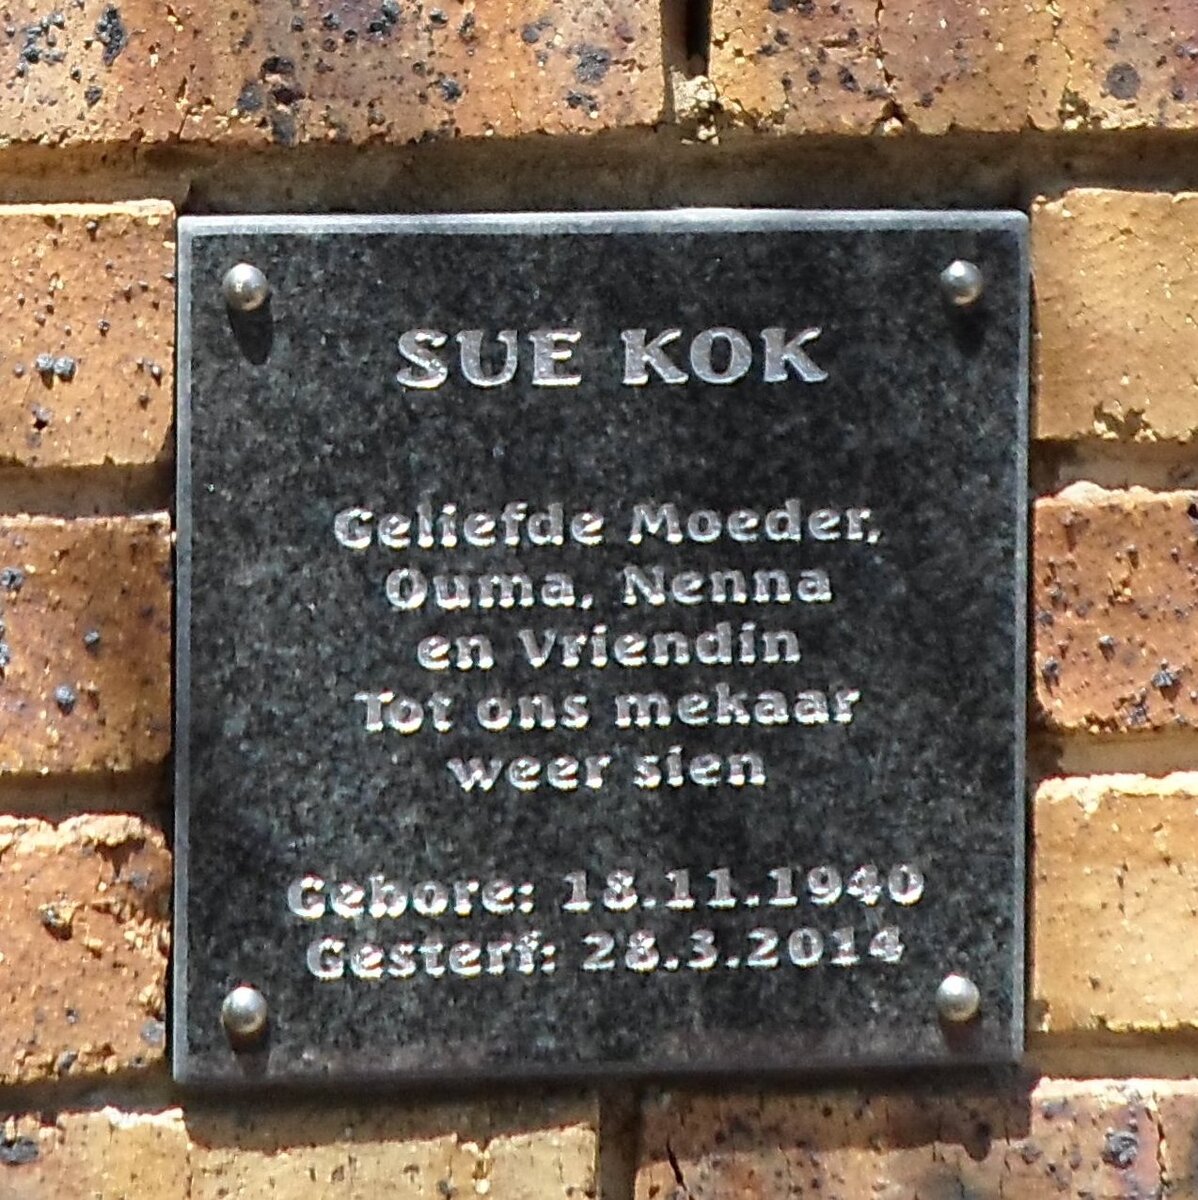 SUE KOK
Geliefde Moeder,
Ouma, Nenna
en Vriendin
Tot ons mekaar
weer sien
Gebore: 18.11.1940
Gesterf: 28.3.2014